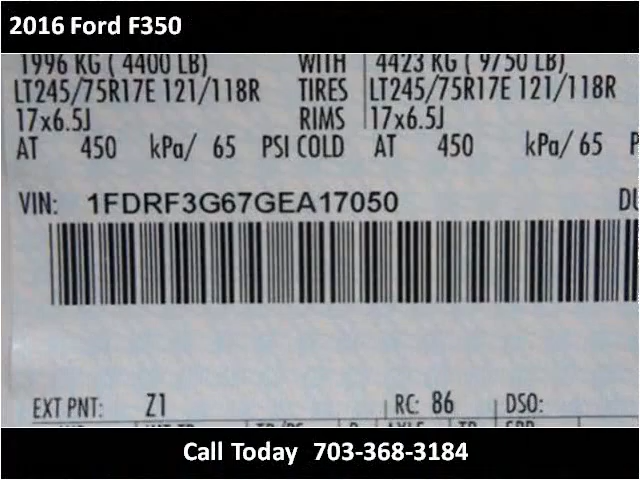 2016 Ford F350
1996 KG ( 4400 LB) WITH 4423 KG ( 9750 LB)
LT245/75R17E 121/118R TIRES LT245/75R17E 121/118R
17x6.5J RIMS 17x6.5J
AT 450 kPa/ 65 PSI COLD AT 450 kPa/ 65
VIN: 1FDRF3G67GEA17050
EXT PNT: Z1 RC: 86 DSO:
Call Today 703-368-3184